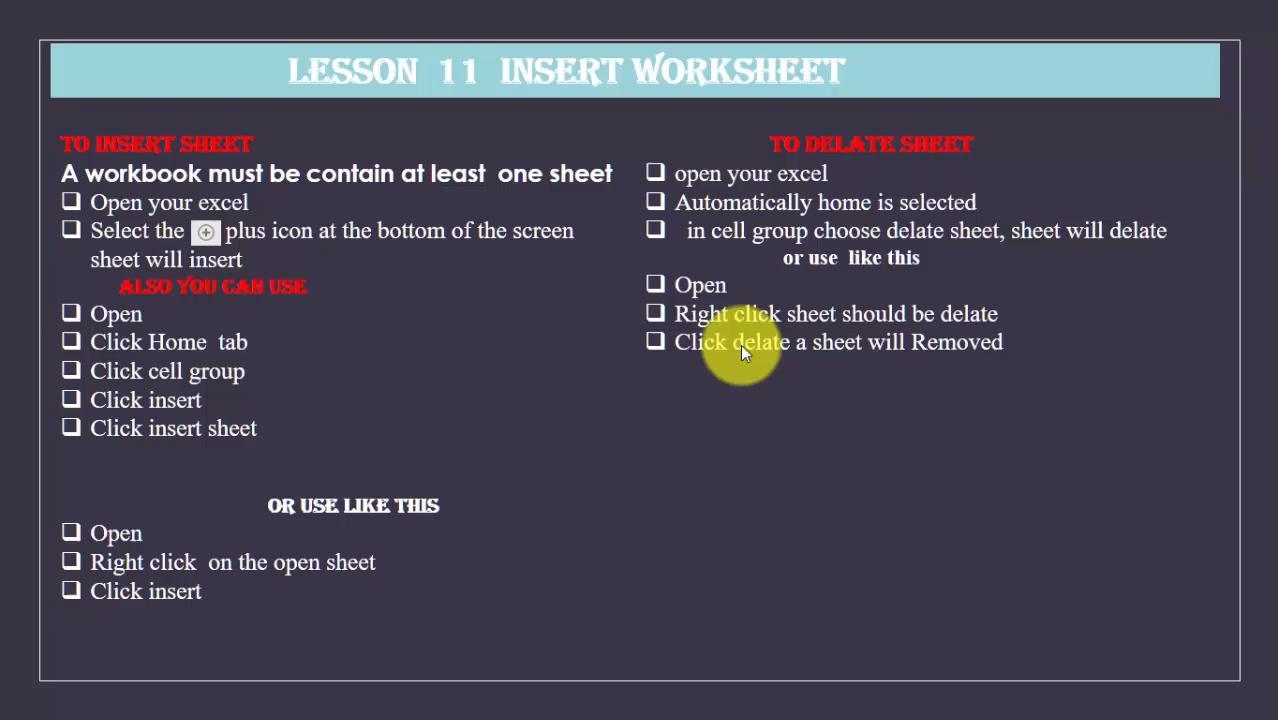 LESSON 11 INSERT WORKSHEET
TO INSERT SHEET
A workbook must be contain at least one sheet
❑ Open your excel
❑ Select the plus icon at the bottom of the screen
sheet will insert
ALSO YOU CAN USE
❑ Open
❑ Click Home tab
❑ Click cell group
❑ Click insert
❑ Click insert sheet
OR USE LIKE THIS
❑ Open
❑ Right click on the open sheet
❑ Click insert
TO DELATE SHEET
❑ open your excel
❑ Automatically home is selected
❑ in cell group choose delate sheet, sheet will delate
or use like this
❑ Open
❑ Right click sheet should be delate
❑ Click delate a sheet will Removed